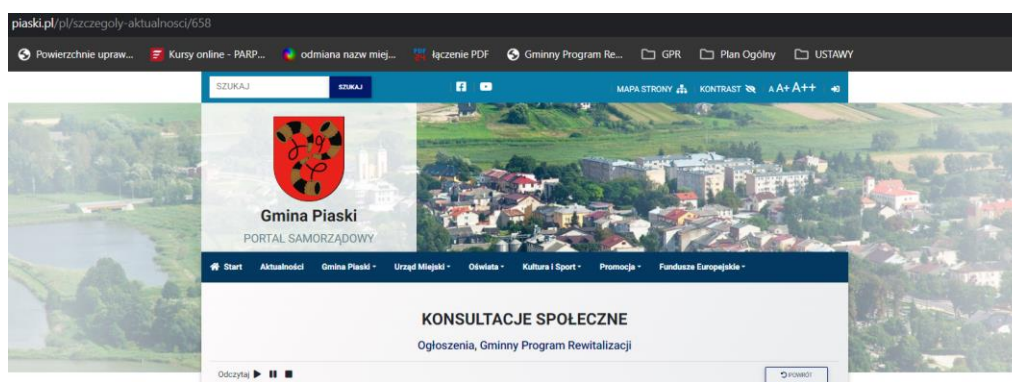 piaski.pl/pl/szczegoly-aktualnosci/658
Powierzchnie upraw... Kursy online - PARP... odmiana nazw miej... łączenie PDF Gminny Program Re... GPR Plan Ogólny USTAWY
SZUKAJ SZUKAJ MAPA STRONY KONTRAST A A+ A++
Gmina Piaski
PORTAL SAMORZĄDOWY
Start Aktualności Gmina Piaski Urząd Miejski Oświata Kultura i Sport Promocja Fundusze Europejskie
KONSULTACJE SPOŁECZNE
Ogłoszenia, Gminny Program Rewitalizacji
Odczytaj POWRÓT